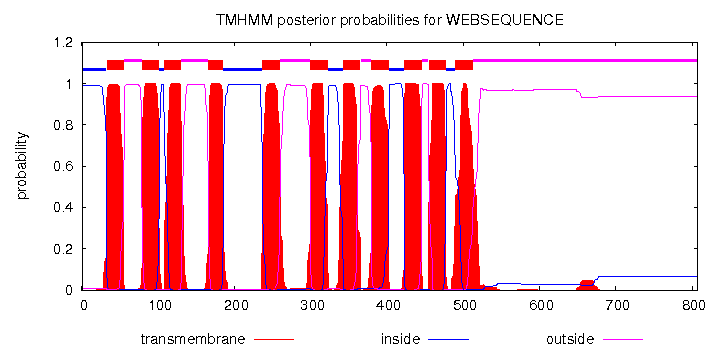 TMHMM posterior probabilities for WEBSEQUENCE
1.2
1
0.8
0.6
0.4
0.2
0
probability
0 100 200 300 400 500 600 700 800
transmembrane inside outside